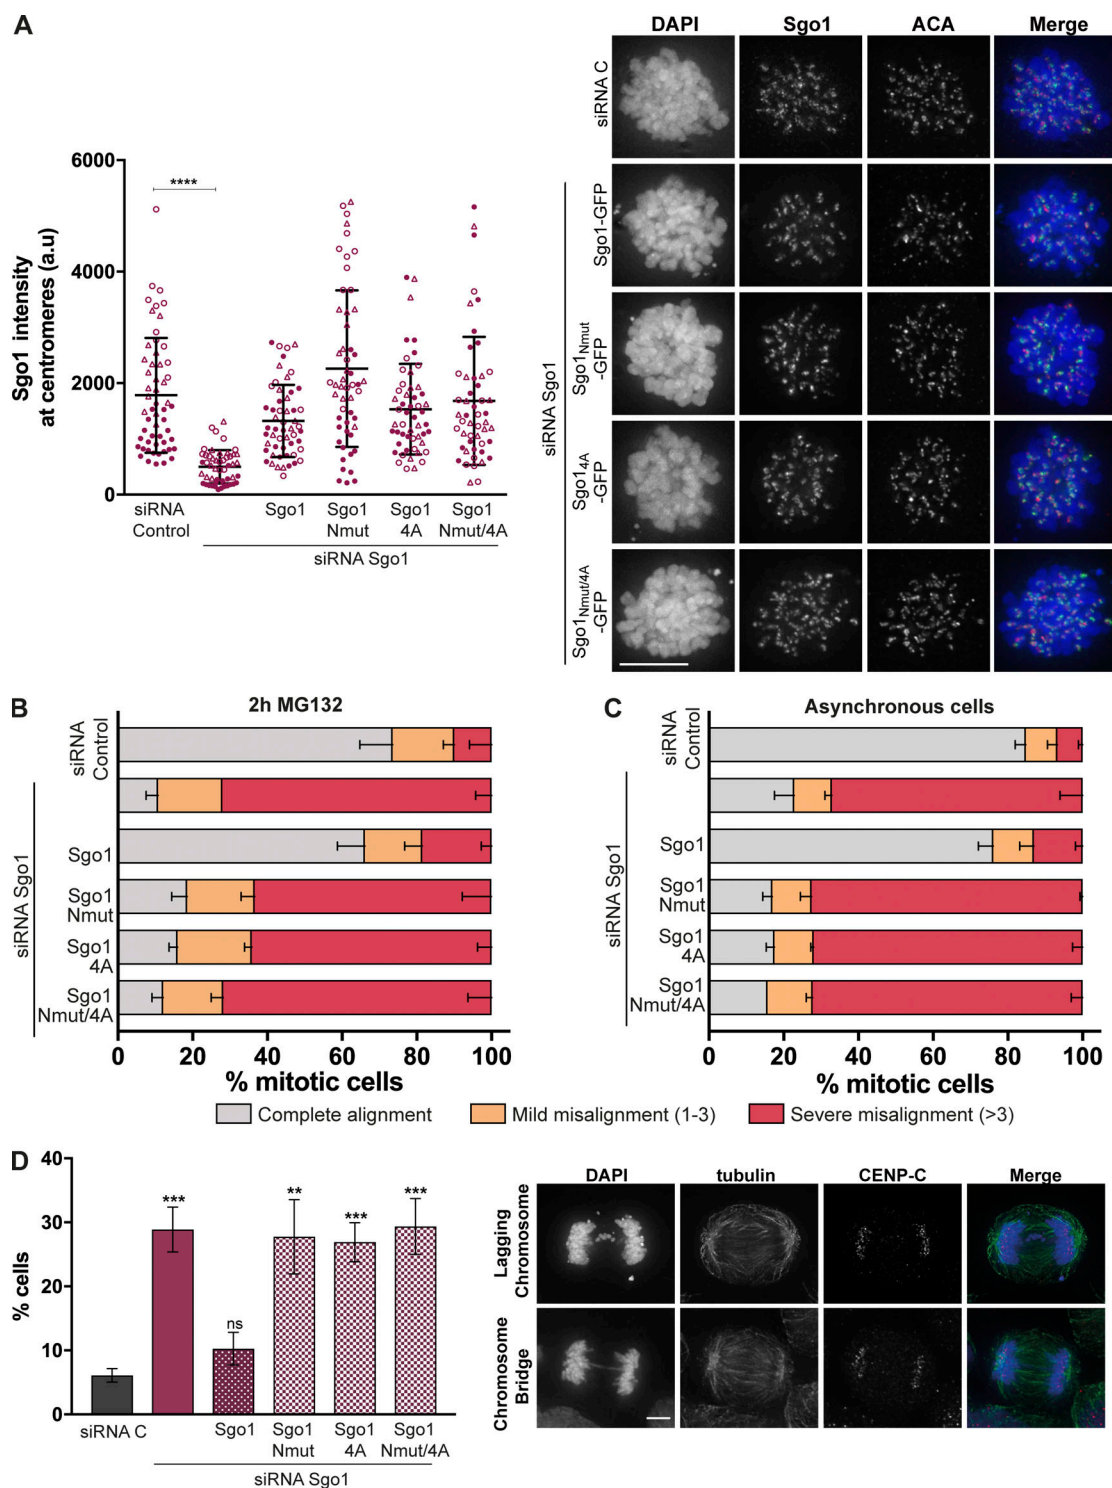 A
DAPI Sgo1 ACA Merge
siRNA C
Sgo1-GFP
Sgo1Nmut
-GFP
Sgo14A
-GFP
Sgo1Nmut/4A
-GFP
siRNA Sgo1
Sgo1 intensity
at centromeres (a.u)
6000
4000
2000
0
****
siRNA
Control
Sgo1
Sgo1
Nmut
Sgo1
4A
Sgo1
Nmut/4A
siRNA Sgo1
B
2h MG132
siRNA
Control
Sgo1
Sgo1
Nmut
Sgo1
4A
Sgo1
Nmut/4A
siRNA Sgo1
0 20 40 60 80 100
% mitotic cells
C
Asynchronous cells
siRNA
Control
Sgo1
Sgo1
Nmut
Sgo1
4A
Sgo1
Nmut/4A
siRNA Sgo1
0 20 40 60 80 100
% mitotic cells
Complete alignment
Mild misalignment (1-3)
Severe misalignment (>3)
D
% cells
40
30
20
10
0
***
ns
**
***
***
siRNA C
Sgo1
Sgo1
Nmut
Sgo1
4A
Sgo1
Nmut/4A
siRNA Sgo1
DAPI tubulin CENP-C Merge
Lagging
Chromosome
Chromosome
Bridge